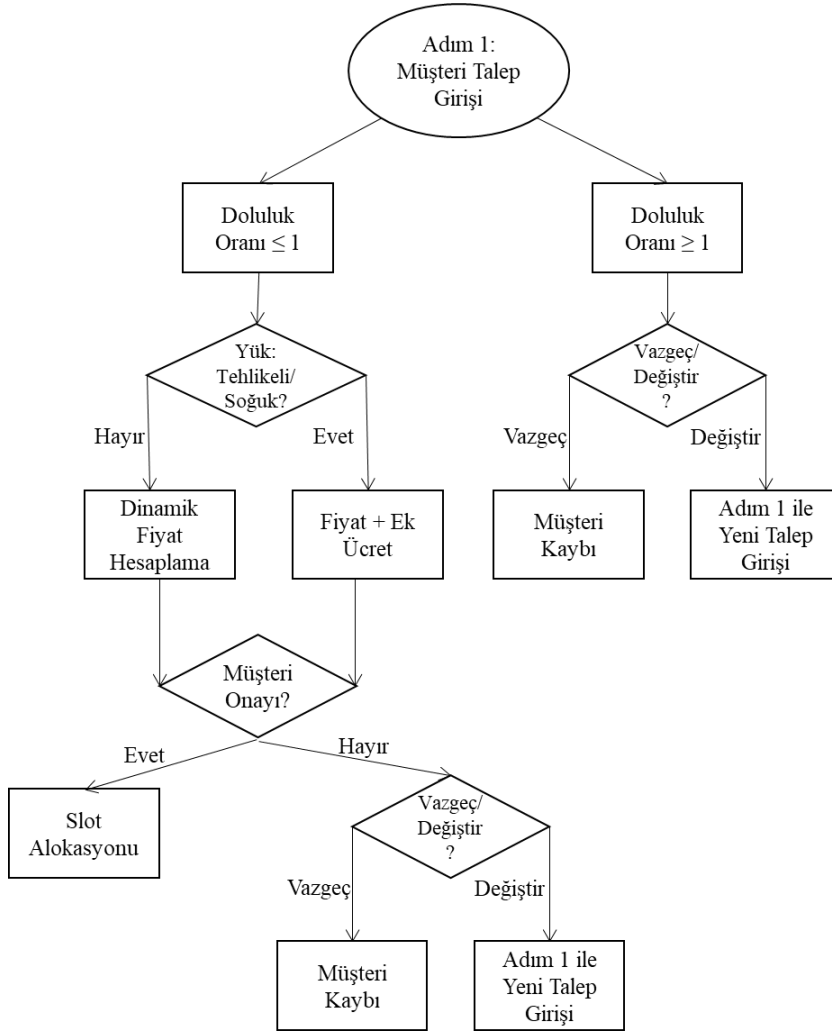 Adım 1:
Müşteri Talep
Girişi
Doluluk
Oranı ≤ 1
Doluluk
Oranı ≥ 1
Yük:
Tehlikeli/
Soğuk?
Vazgeç/
Değiştir
?
Hayır
Evet
Vazgeç
Değiştir
Dinamik
Fiyat
Hesaplama
Fiyat + Ek
Ücret
Müşteri
Kaybı
Adım 1 ile
Yeni Talep
Girişi
Müşteri
Onayı?
Evet
Hayır
Slot
Alokasyonu
Vazgeç/
Değiştir
?
Vazgeç
Değiştir
Müşteri
Kaybı
Adım 1 ile
Yeni Talep
Girişi